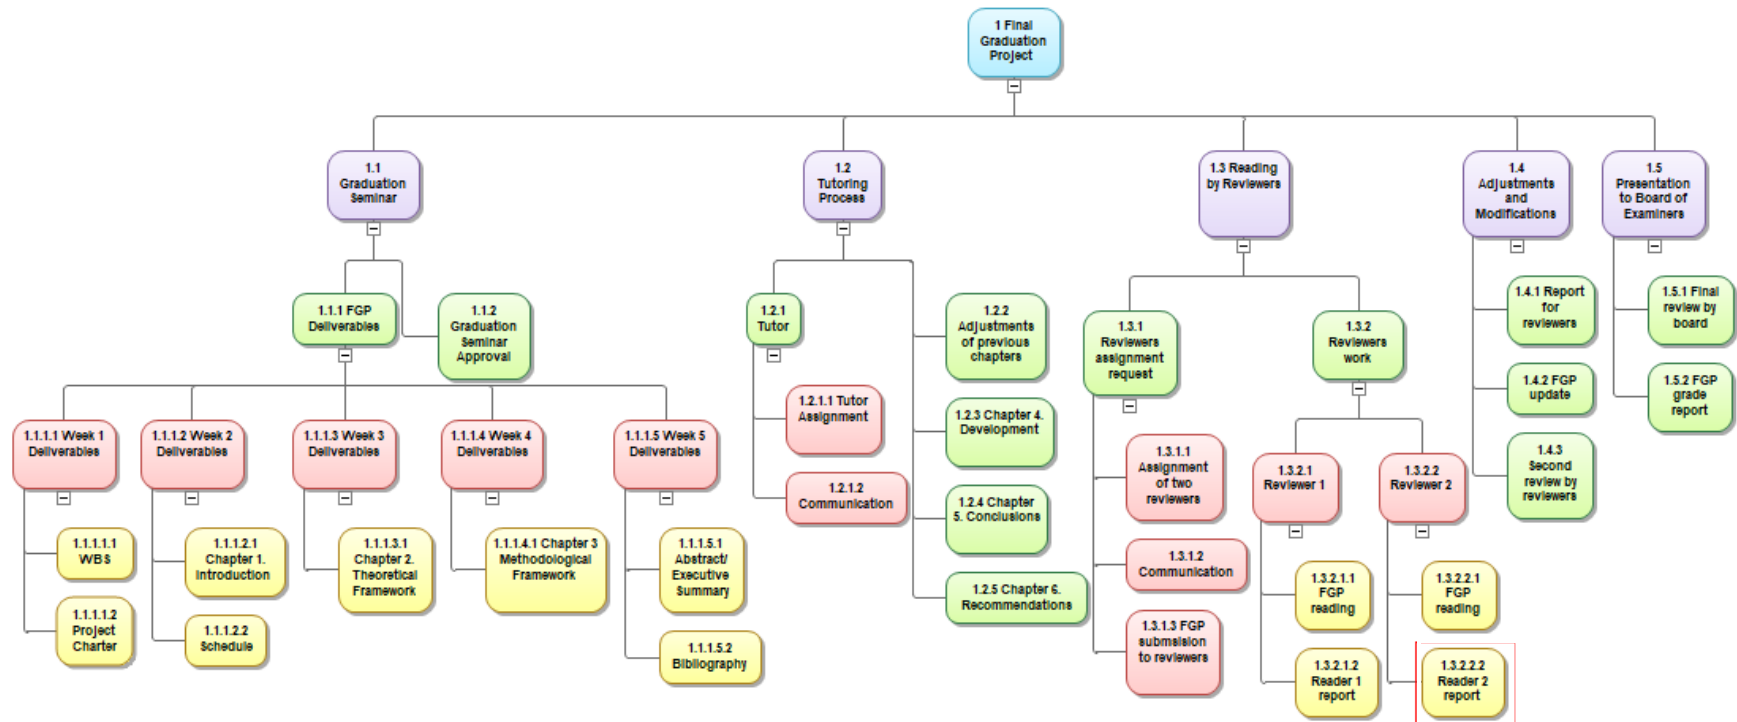 1 Final
Graduation
Project
1.1
Graduation
Seminar
1.2
Tutoring
Process
1.3 Reading
by Reviewers
1.4
Adjustments
and
Modifications
1.5
Presentation
to Board of
Examiners
1.1.1 FGP
Deliverables
1.1.2
Graduation
Seminar
Approval
1.2.1
Tutor
1.2.2
Adjustments
of previous
chapters
1.3.1
Reviewers
assignment
request
1.3.2
Reviewers
work
1.4.1 Report
for
reviewers
1.5.1 Final
review by
board
1.4.2 FGP
update
1.5.2 FGP
grade
report
1.2.1.1 Tutor
Assignment
1.2.3 Chapter 4.
Development
1.1.1.1 Week 1
Deliverables
1.1.1.2 Week 2
Deliverables
1.1.1.3 Week 3
Deliverables
1.1.1.4 Week 4
Deliverables
1.1.1.5 Week 5
Deliverables
1.3.1.1
Assignment
of two
reviewers
1.3.2.1
Reviewer 1
1.3.2.2
Reviewer 2
1.4.3
Second
review by
reviewers
1.2.1.2
Communication
1.2.4 Chapter
5. Conclusions
1.1.1.1.1
WBS
1.1.1.2.1
Chapter 1.
Introduction
1.1.1.3.1
Chapter 2.
Theoretical
Framework
1.1.1.4.1 Chapter 3
Methodological
Framework
1.1.1.5.1
Abstract/
Executive
Summary
1.3.1.2
Communication
1.3.2.1.1
FGP
reading
1.3.2.2.1
FGP
reading
1.2.5 Chapter 6.
Recommendations
1.1.1.1.2
Project
Charter
1.1.1.2.2
Schedule
1.1.1.5.2
Bibliography
1.3.1.3 FGP
submsision
to reviewers
1.3.2.1.2
Reader 1
report
1.3.2.2.2
Reader 2
report